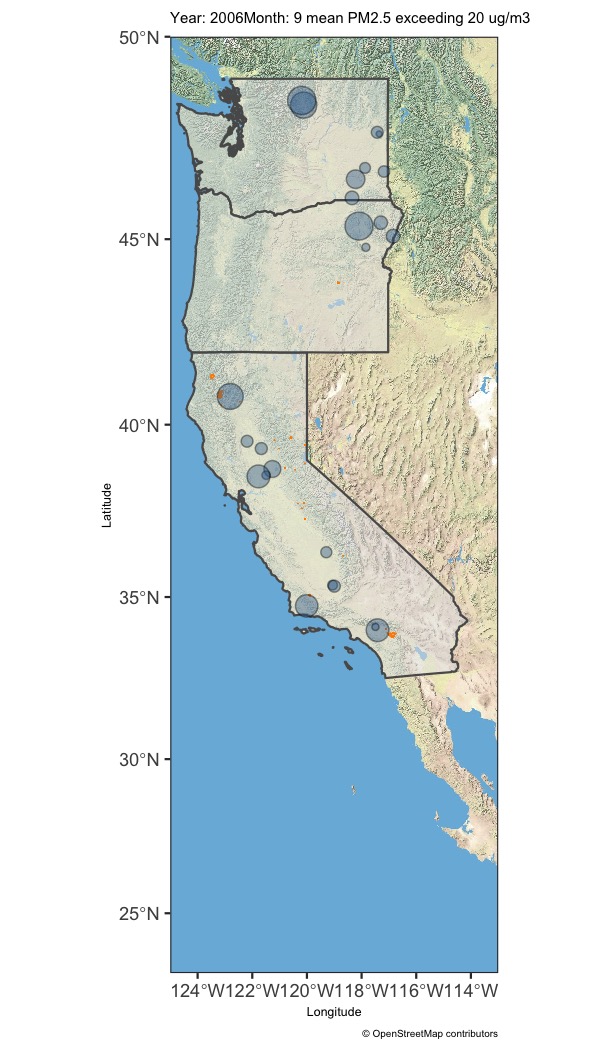 Year: 2006Month: 9 mean PM2.5 exceeding 20 ug/m3
50°N
45°N
40°N
35°N
30°N
25°N
Latitude
124°W122°W120°W118°W116°W114°W
Longitude
© OpenStreetMap contributors